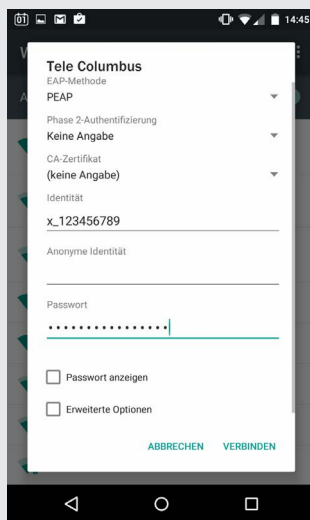 01
14:45
W
Tele Columbus
EAP-Methode
PEAP
Phase 2-Authentifizierung
Keine Angabe
CA-Zertifikat
(keine Angabe)
Identität
x_123456789
Anonyme Identität
Passwort
••••••••••••••••
Passwort anzeigen
Erweiterte Optionen
ABBRECHEN VERBINDEN